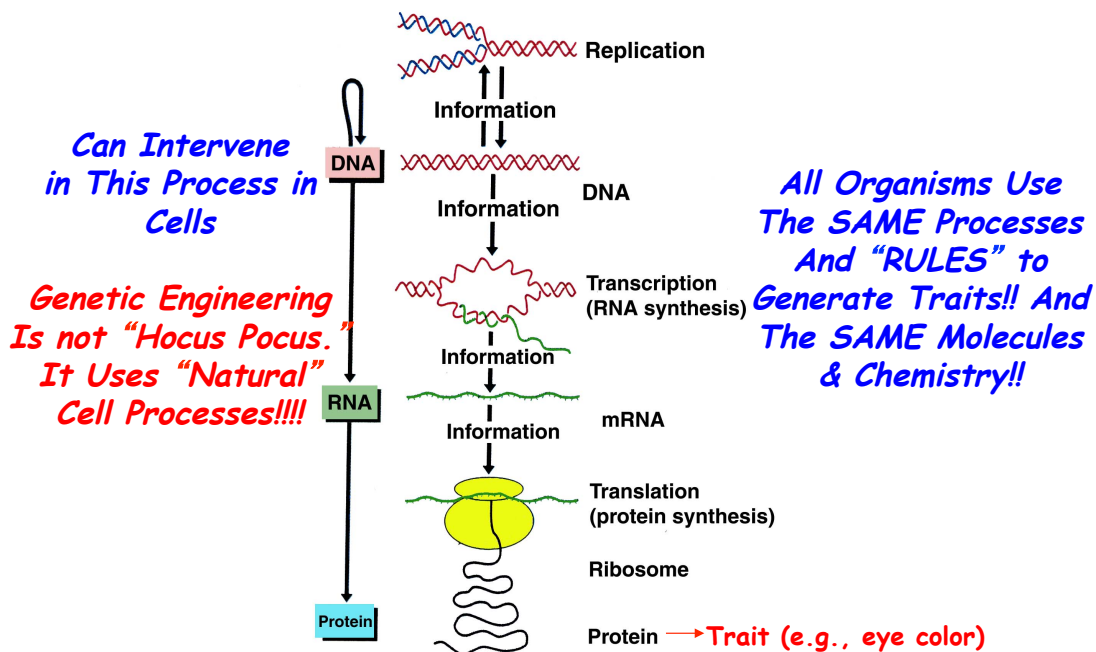 Replication
Information
Can Intervene
in This Process in
Cells
DNA
DNA
Information
All Organisms Use
The SAME Processes
And “RULES” to
Generate Traits!! And
The SAME Molecules
& Chemistry!!
Genetic Engineering
Is not “Hocus Pocus.”
It Uses “Natural”
Cell Processes!!!!
Transcription
(RNA synthesis)
Information
RNA
mRNA
Information
Translation
(protein synthesis)
Ribosome
Protein
Protein → Trait (e.g., eye color)